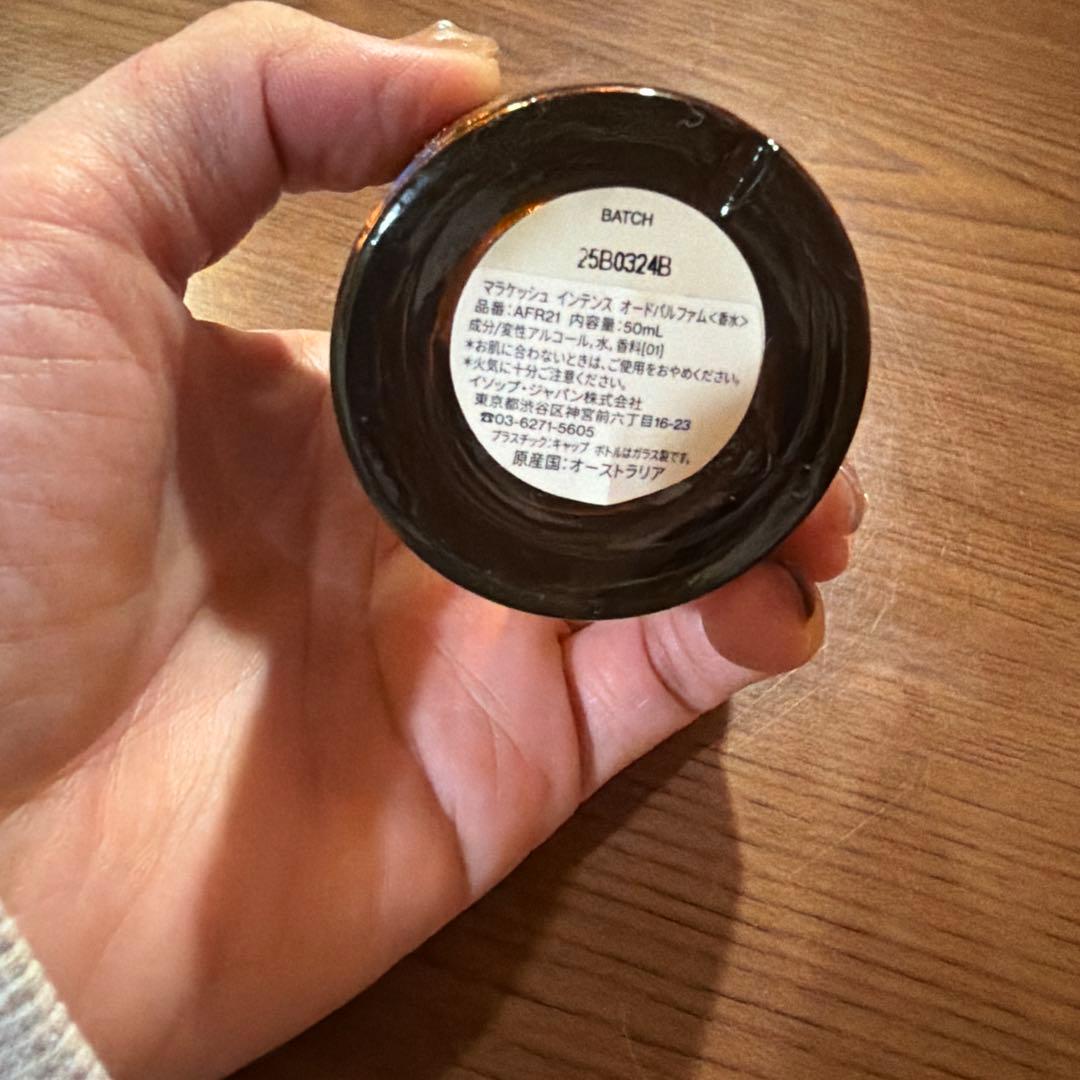 BATCH
25B0324B
マラケッシュ インテンス オードパルファム<香水>
品番:AFR21 内容量:50mL
成分/変性アルコール,水,香料[01]
*お肌に合わないときは、ご使用をおやめください。
*火気に十分ご注意ください。
イソップ・ジャパン株式会社
東京都渋谷区神宮前六丁目16-23
☎03-6271-5605
プラスチック:キャップ ボトルはガラス製です。
原産国:オーストラリア